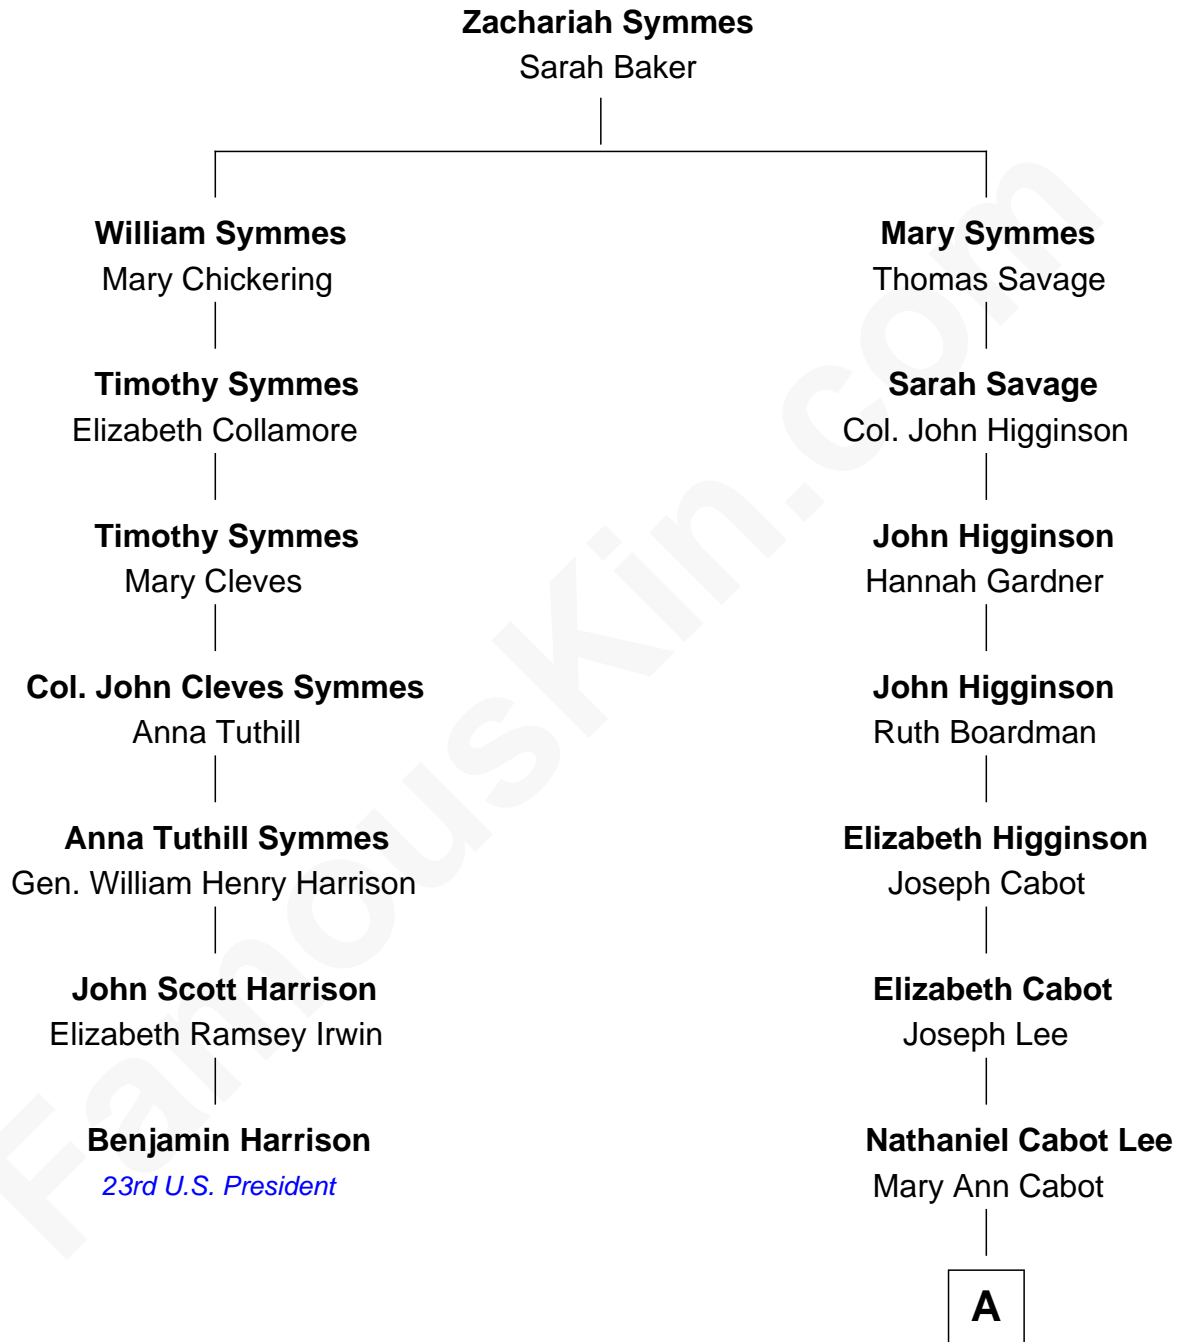 Zachariah Symmes
Sarah Baker
William Symmes
Mary Chickering
Timothy Symmes
Elizabeth Collamore
Timothy Symmes
Mary Cleves
Col. John Cleves Symmes
Anna Tuthill
Anna Tuthill Symmes
Gen. William Henry Harrison
John Scott Harrison
Elizabeth Ramsey Irwin
Benjamin Harrison
23rd U.S. President
Mary Symmes
Thomas Savage
Sarah Savage
Col. John Higginson
John Higginson
Hannah Gardner
John Higginson
Ruth Boardman
Elizabeth Higginson
Joseph Cabot
Elizabeth Cabot
Joseph Lee
Nathaniel Cabot Lee
Mary Ann Cabot
A
FamousKin.com